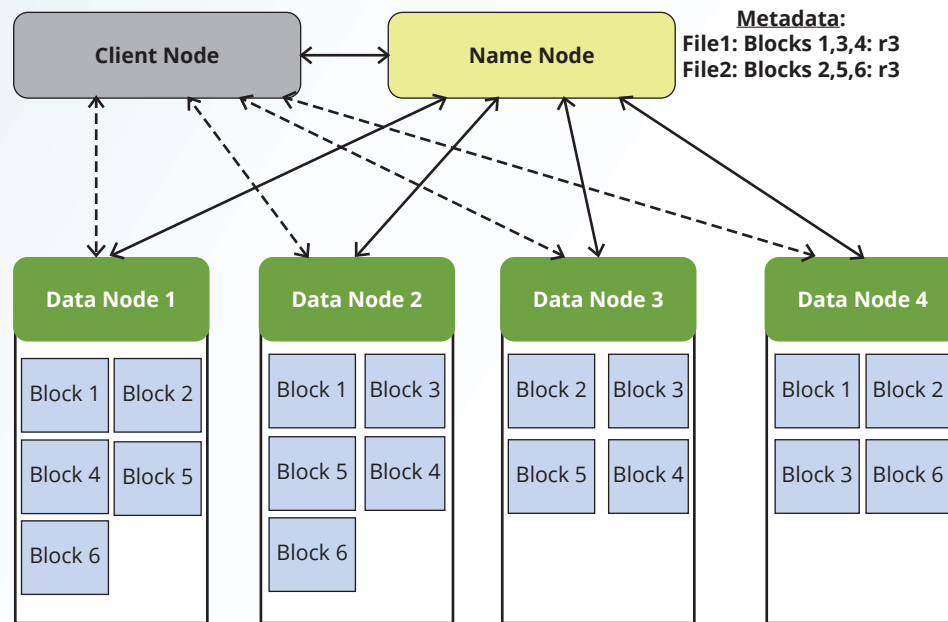 Metadata:
Client Node
Name Node
File1: Blocks 1,3,4: r3
File2: Blocks 2,5,6: r3
Data Node 1
Data Node 2
Data Node 3
Data Node 4
Block 1
Block 2
Block 4
Block 5
Block 6
Block 1
Block 3
Block 5
Block 4
Block 6
Block 2
Block 3
Block 5
Block 4
Block 1
Block 2
Block 3
Block 6